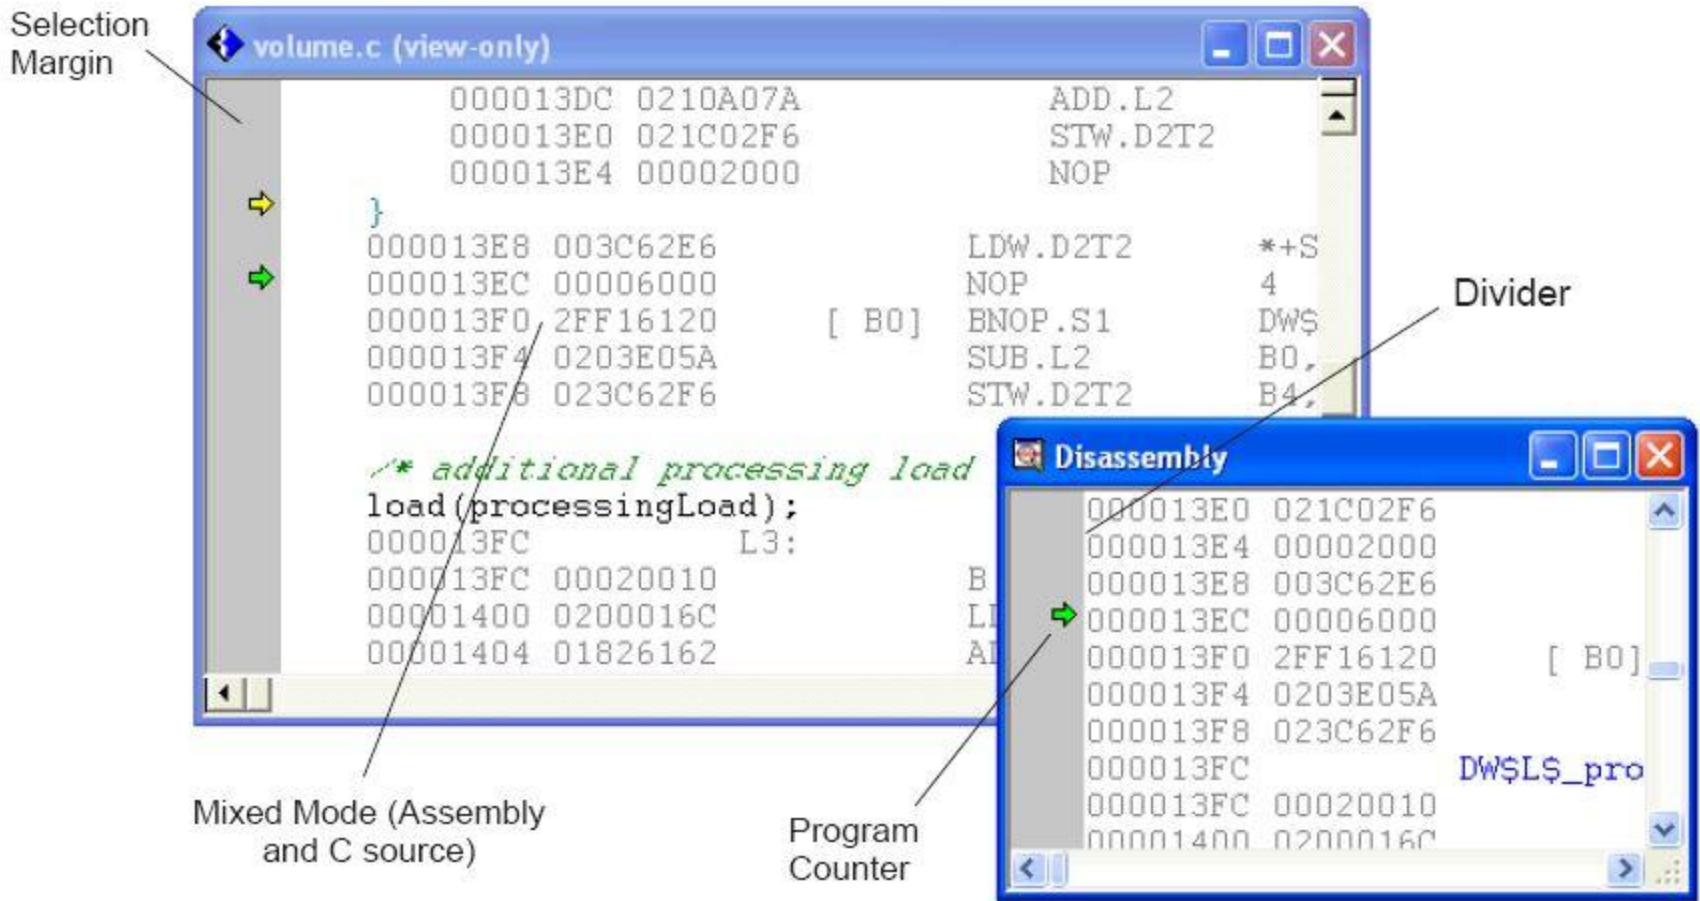 Selection
Margin
volume.c (view-only)
000013DC 0210A07A ADD.L2
000013E0 021C02F6 STW.D2T2
000013E4 00002000 NOP
}
000013E8 003C62E6 LDW.D2T2 *+S
000013EC 00006000 NOP 4
000013F0 2FF16120 [ B0] BNOP.S1 DW$
000013F4 0203E05A SUB.L2 B0,
000013F8 023C62F6 STW.D2T2 B4,
/* additional processing load
load(processingLoad);
000013FC L3:
000013FC 00020010 B
00001400 0200016C
00001404 01826162
Divider
Disassembly
000013E0 021C02F6
000013E4 00002000
000013E8 003C62E6
000013EC 00006000
000013F0 2FF16120 [ B0]
000013F4 0203E05A
000013F8 023C62F6
000013FC DW$L$_pro
000013FC 00020010
00001400 0200016C
Mixed Mode (Assembly
and C source)
Program
Counter